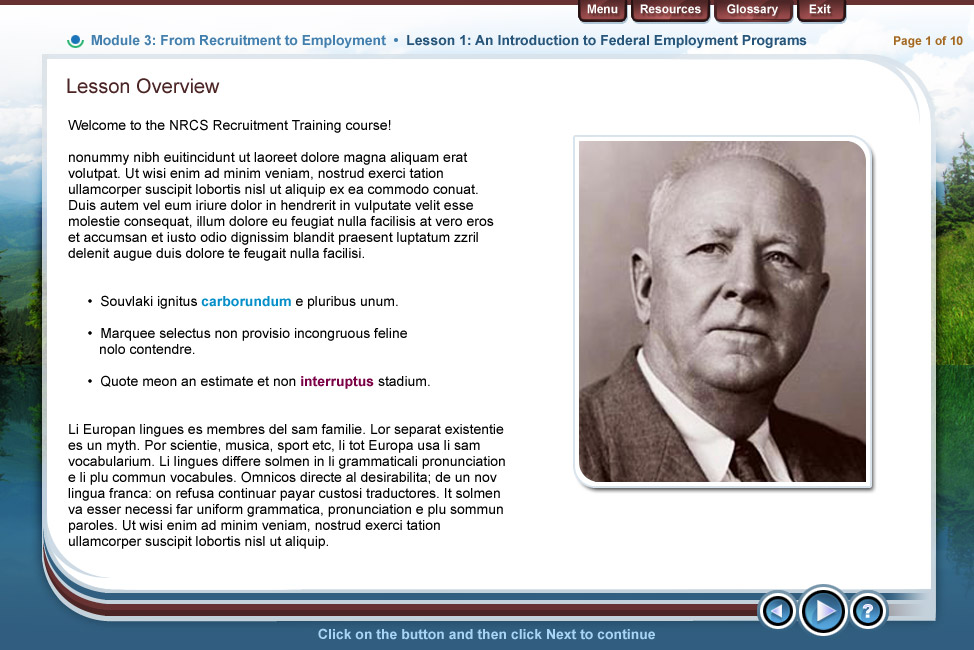 Menu Resources Glossary Exit
Module 3: From Recruitment to Employment • Lesson 1: An Introduction to Federal Employment Programs Page 1 of 10
Lesson Overview
Welcome to the NRCS Recruitment Training course!
nonummy nibh euitincidunt ut laoreet dolore magna aliquam erat
volutpat. Ut wisi enim ad minim veniam, nostrud exerci tation
ullamcorper suscipit lobortis nisl ut aliquip ex ea commodo conuat.
Duis autem vel eum iriure dolor in hendrerit in vulputate velit esse
molestie consequat, illum dolore eu feugiat nulla facilisis at vero eros
et accumsan et iusto odio dignissim blandit praesent luptatum zzril
delenit augue duis dolore te feugait nulla facilisi.
• Souvlaki ignitus carborundum e pluribus unum.
• Marquee selectus non provisio incongruous feline
nolo contendre.
• Quote meon an estimate et non interruptus stadium.
Li Europan lingues es membres del sam familie. Lor separat existentie
es un myth. Por scientie, musica, sport etc, li tot Europa usa li sam
vocabularium. Li lingues differe solmen in li grammaticali pronunciation
e li plu commun vocabules. Omnicos directe al desirabilita; de un nov
lingua franca: on refusa continuar payar custosi traductores. It solmen
va esser necessi far uniform grammatica, pronunciation e plu sommun
paroles. Ut wisi enim ad minim veniam, nostrud exerci tation
ullamcorper suscipit lobortis nisl ut aliquip.
?
Click on the button and then click Next to continue